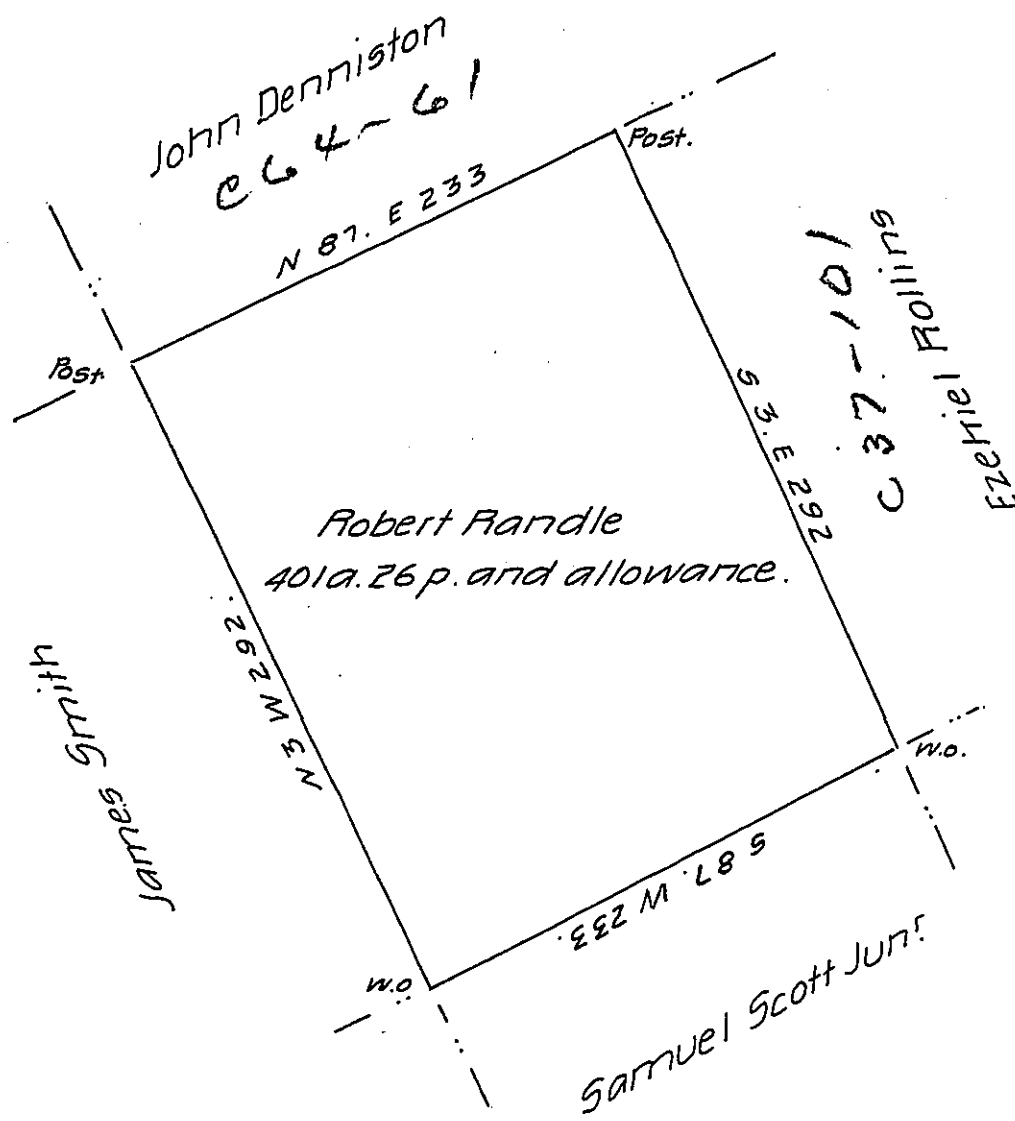 John Denniston
C64-61
N 87. E 233
Post.
Post.
S 3. E 292
C 37.-101
Ezekiel Rollins
Robert Randle
401a. 26 p. and allowance.
N 3 W 292.
James Smith
W.O.
S 87. W 233.
W.O
Samuel Scott Junr.